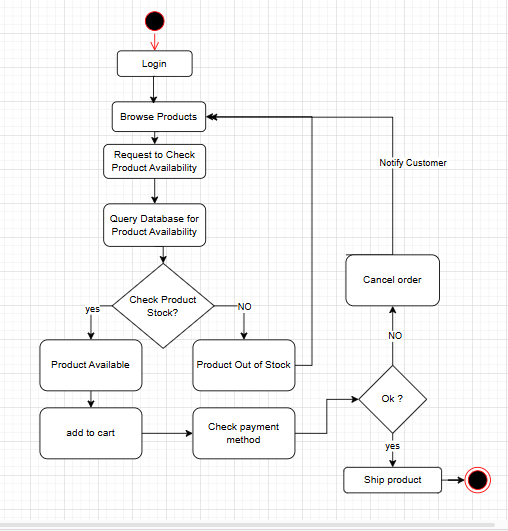 Login
Browse Products
Notify Customer
Request to Check
Product Availability
Query Database for
Product Availability
Cancel order
Check Product
Stock?
yes
NO
NO
Product Available
Product Out of Stock
Ok ?
add to cart
Check payment
method
yes
Ship product